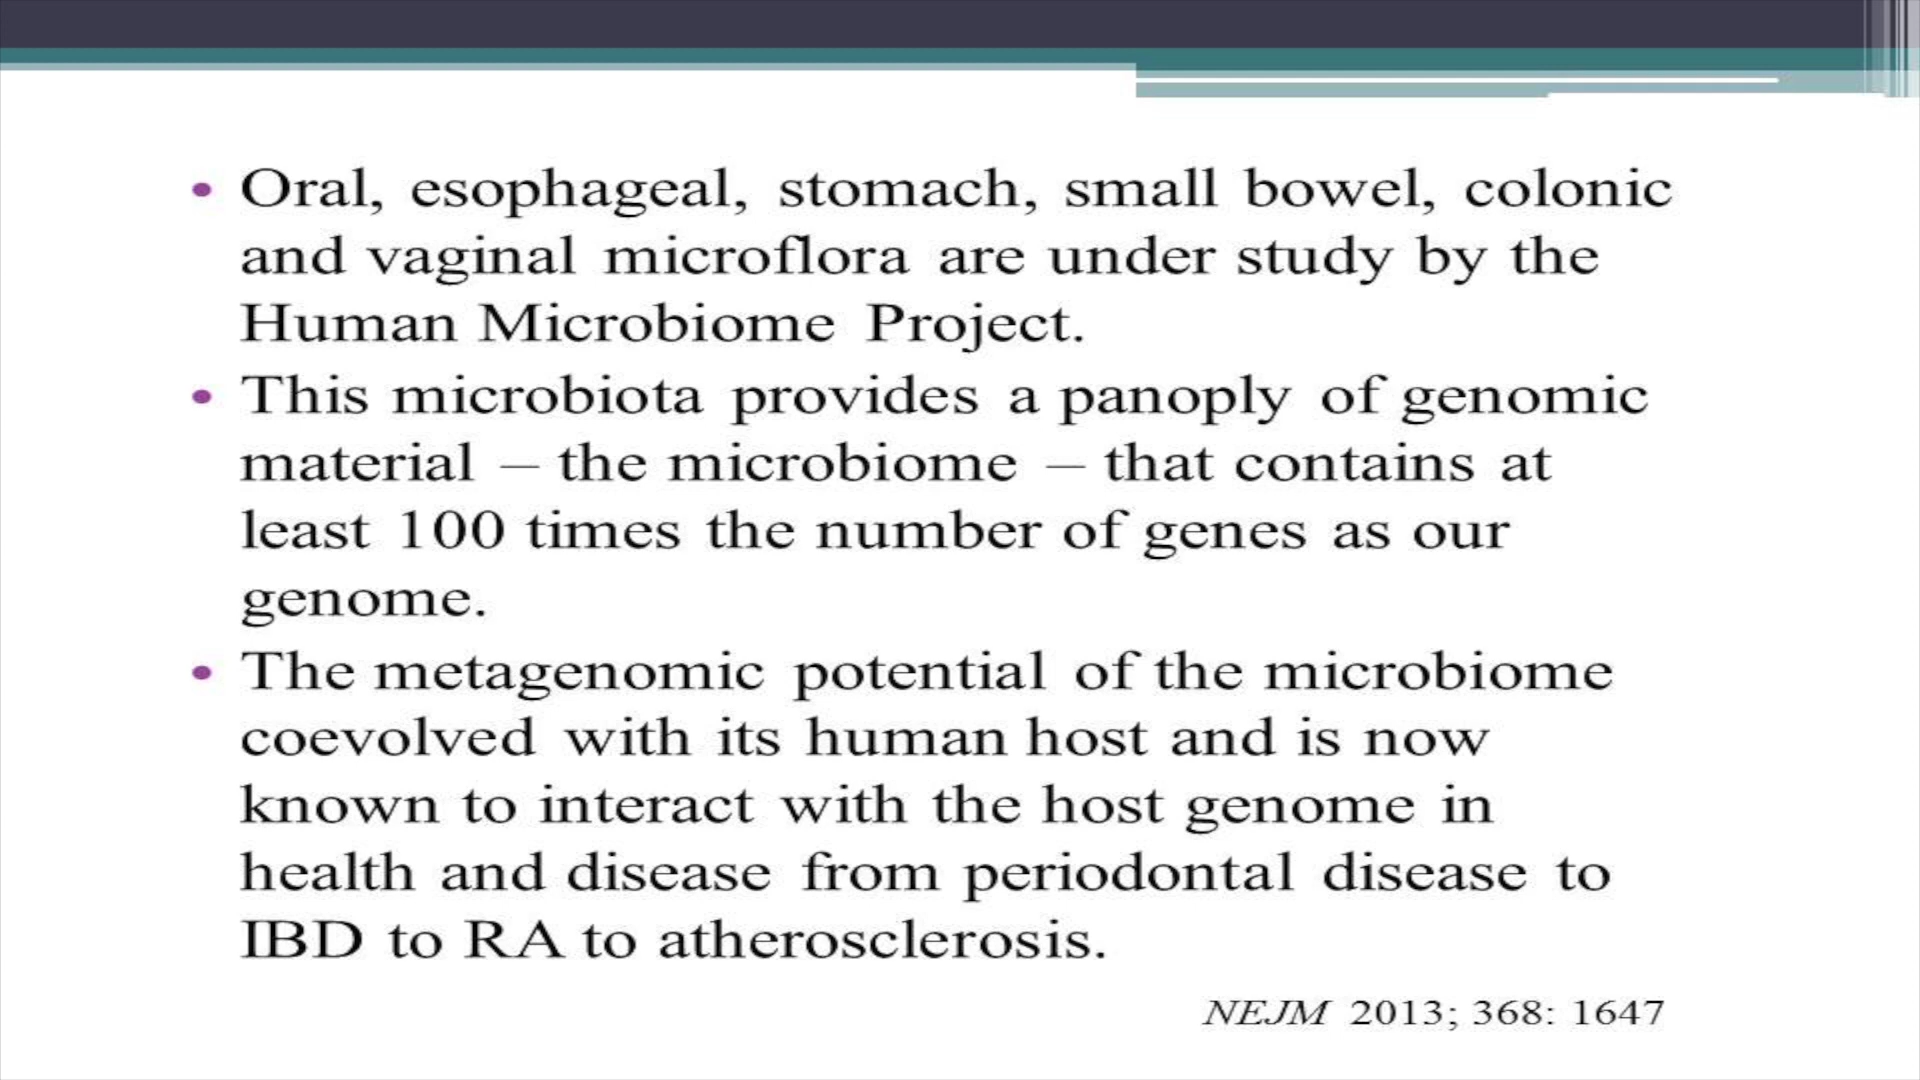 • Oral, esophageal, stomach, small bowel, colonic
and vaginal microflora are under study by the
Human Microbiome Project.
• This microbiota provides a panoply of genomic
material – the microbiome – that contains at
least 100 times the number of genes as our
genome.
• The metagenomic potential of the microbiome
coevolved with its human host and is now
known to interact with the host genome in
health and disease from periodontal disease to
IBD to RA to atherosclerosis.
NEJM 2013; 368: 1647